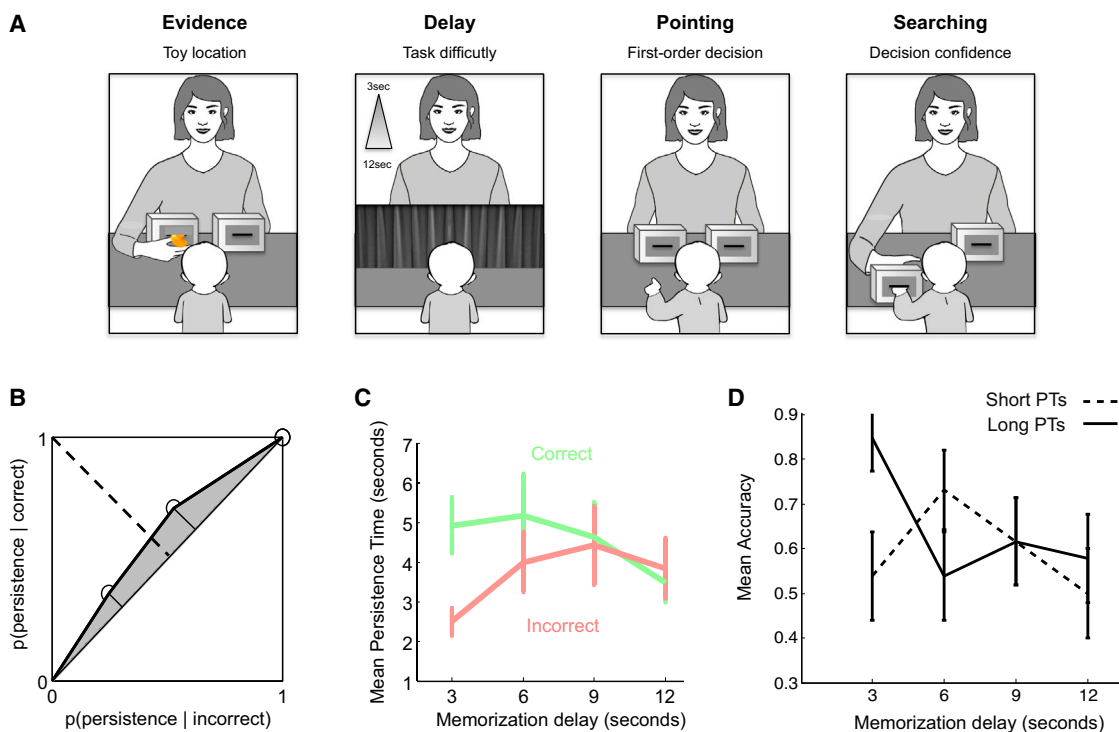 A
Evidence
Toy location
Delay
Task difficutly
3sec
12sec
Pointing
First-order decision
Searching
Decision confidence
B
1
p(persistence | correct)
0
0
1
p(persistence | incorrect)
C
7
6
5
4
3
2
1
Mean Persistence Time (seconds)
Correct
Incorrect
3
6
9
12
Memorization delay (seconds)
D
Short PTs
Long PTs
0.9
0.8
0.7
0.6
0.5
0.4
0.3
Mean Accuracy
3
6
9
12
Memorization delay (seconds)